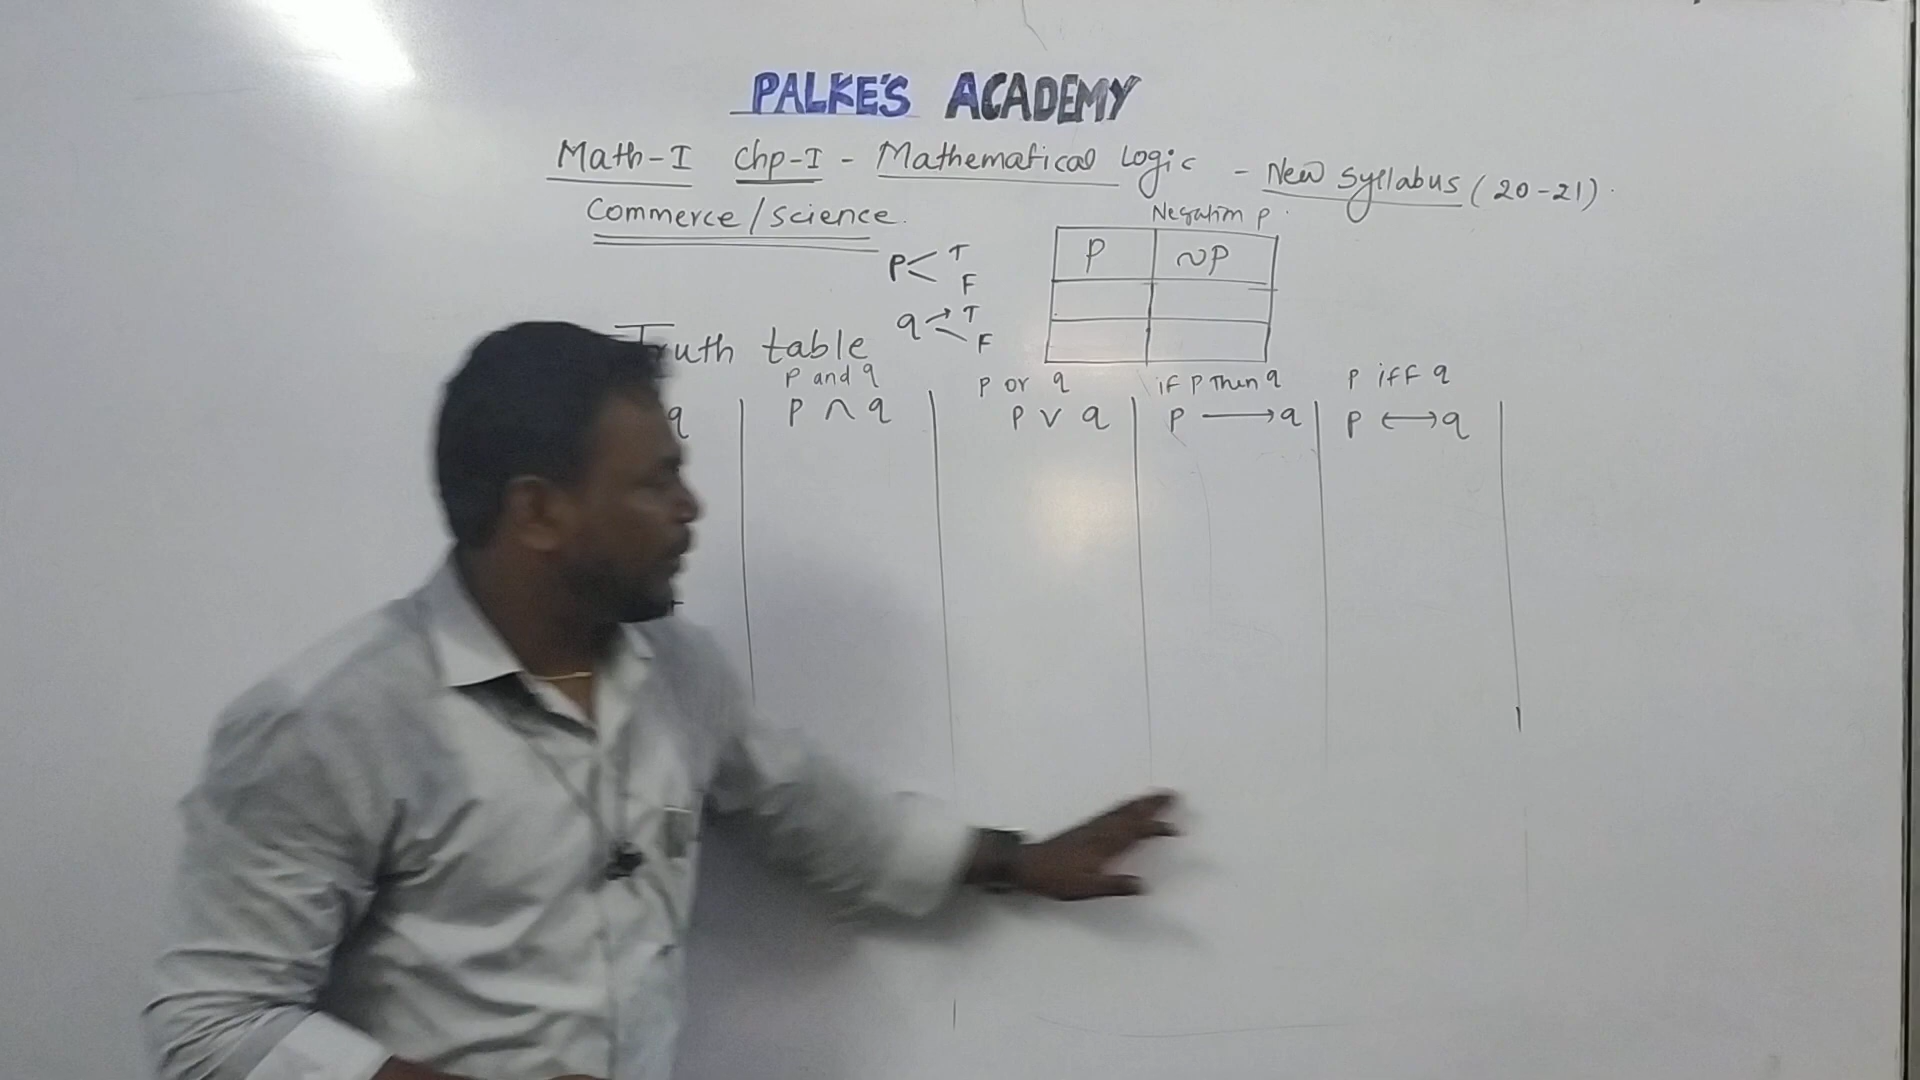 PALKE'S ACADEMY
Math-I Chp-I - Mathematical Logic - New Syllabus (20-21).
Commerce/science.
Negation p
p < T F
p ~p
q → T F
Truth table
p and q p or q if p Then q p iff q
q p ∧ q p ∨ q p → q p ↔ q